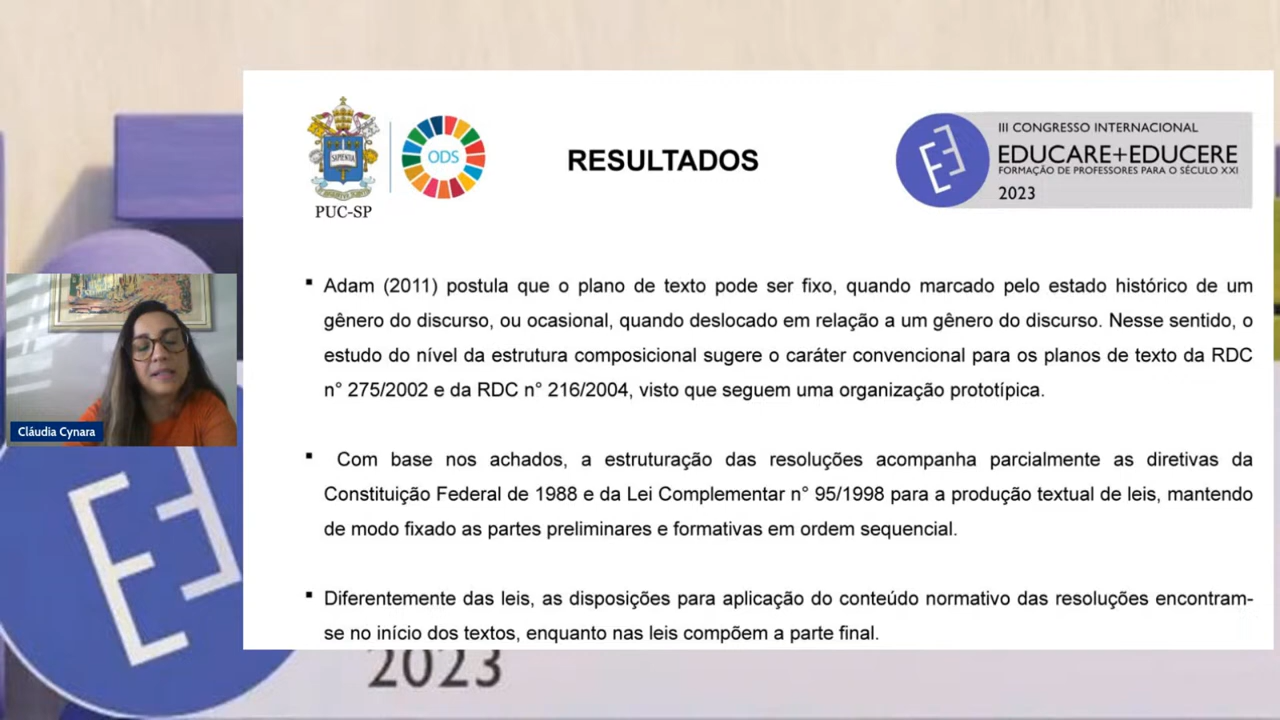 SAPIENTIA
PUC-SP
ODS
RESULTADOS
III CONGRESSO INTERNACIONAL
EDUCARE+EDUCERE
FORMAÇÃO DE PROFESSORES PARA O SÉCULO XXI
2023
▪ Adam (2011) postula que o plano de texto pode ser fixo, quando marcado pelo estado histórico de um
gênero do discurso, ou ocasional, quando deslocado em relação a um gênero do discurso. Nesse sentido, o
estudo do nível da estrutura composicional sugere o caráter convencional para os planos de texto da RDC
n° 275/2002 e da RDC n° 216/2004, visto que seguem uma organização prototípica.
▪ Com base nos achados, a estruturação das resoluções acompanha parcialmente as diretivas da
Constituição Federal de 1988 e da Lei Complementar n° 95/1998 para a produção textual de leis, mantendo
de modo fixado as partes preliminares e formativas em ordem sequencial.
▪ Diferentemente das leis, as disposições para aplicação do conteúdo normativo das resoluções encontram-
se no início dos textos, enquanto nas leis compõem a parte final.
Cláudia Cynara
2023